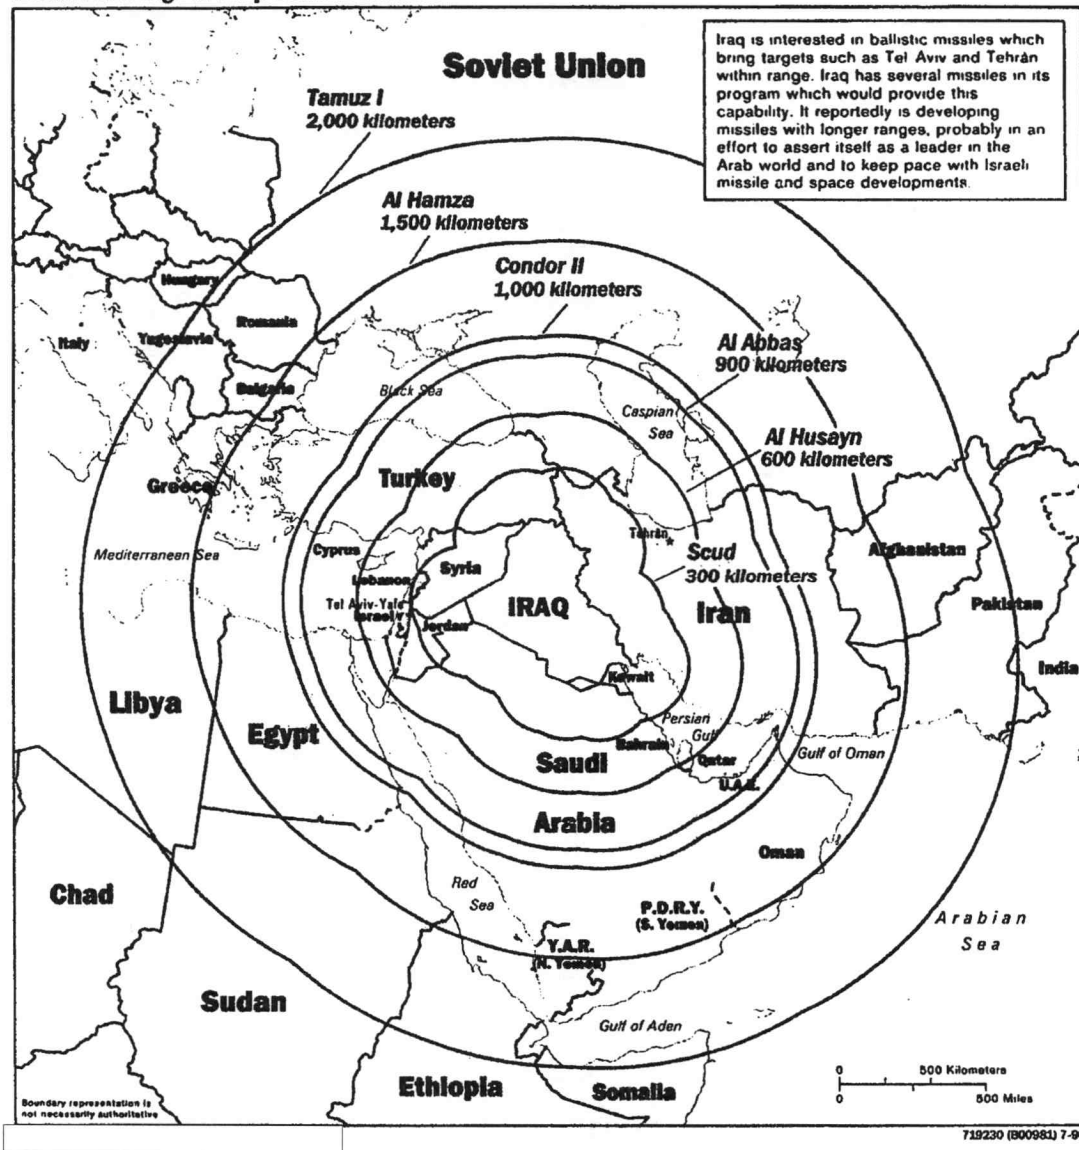 Soviet Union
Iraq is interested in ballistic missiles which
bring targets such as Tel Aviv and Tehrān
within range. Iraq has several missiles in its
program which would provide this
capability. It reportedly is developing
missiles with longer ranges, probably in an
effort to assert itself as a leader in the
Arab world and to keep pace with Israeli
missile and space developments.
Tamuz I
2,000 kilometers
Al Hamza
1,500 kilometers
Condor II
1,000 kilometers
Al Abbas
900 kilometers
Al Husayn
600 kilometers
Scud
300 kilometers
Hungary
Italy
Yugoslavia
Romania
Bulgaria
Black Sea
Caspian
Sea
Greece
Turkey
Tehrān
Afghanistan
Mediterranean Sea
Cyprus
Lebanon
Syria
Tel Aviv-Yafo
Israel
Jordan
IRAQ
Iran
Pakistan
India
Kuwait
Libya
Egypt
Persian
Gulf
Bahrain
Qatar
U.A.E.
Gulf of Oman
Saudi
Arabia
Oman
Chad
Red
Sea
P.D.R.Y.
(S. Yemen)
Y.A.R.
(N. Yemen)
Arabian
Sea
Sudan
Gulf of Aden
Ethiopia
Somalia
0 500 Kilometers
0 500 Miles
Boundary representation is
not necessarily authoritative
719230 (B00981) 7-9